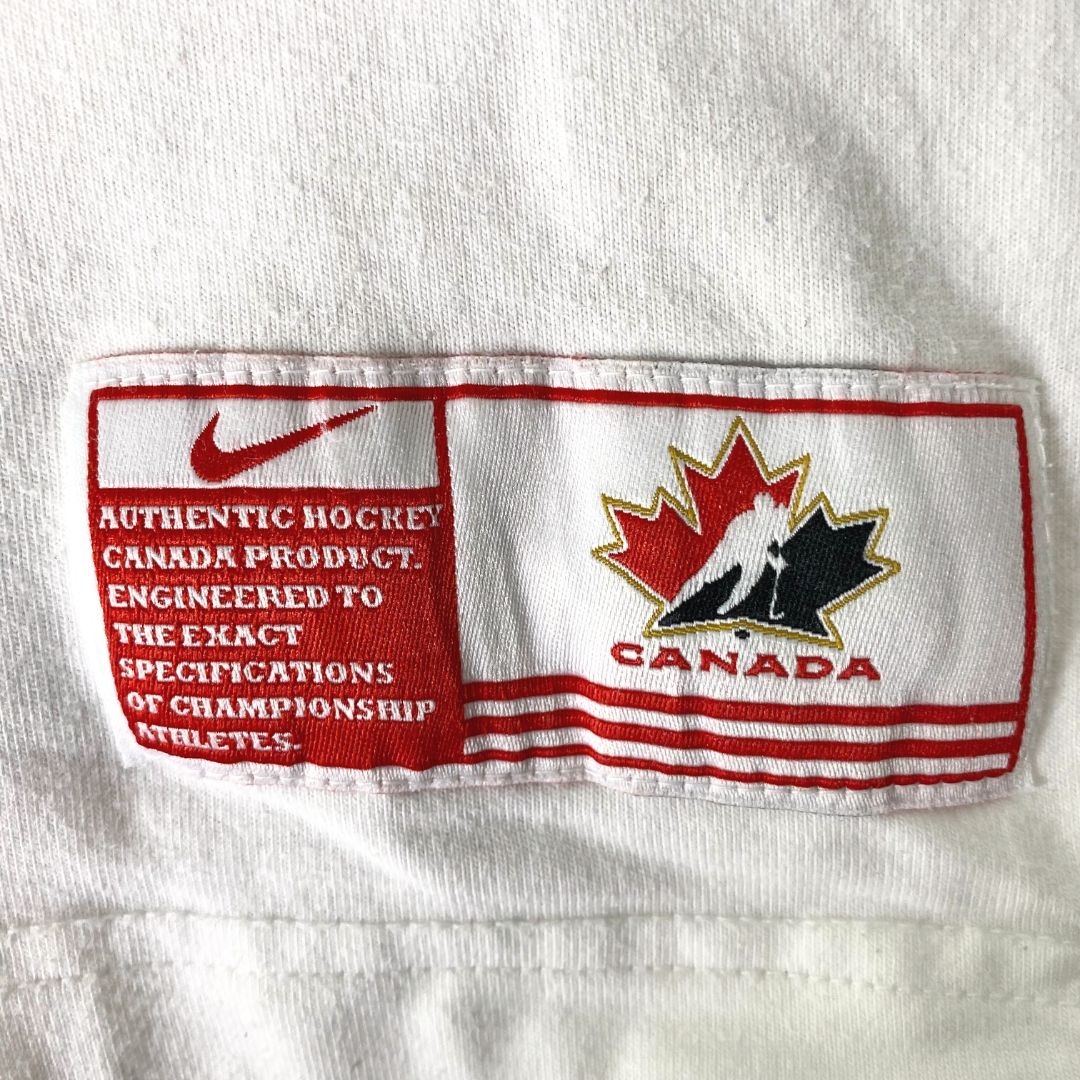 AUTHENTIC HOCKEY
CANADA PRODUCT.
ENGINEERED TO
THE EXACT
SPECIFICATIONS
OF CHAMPIONSHIP
ATHLETES.
CANADA